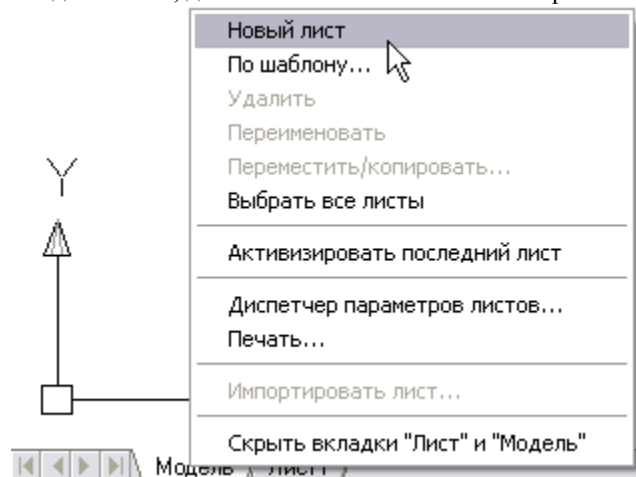 Новый лист
По шаблону...
Удалить
Переименовать
Переместить/копировать...
Выбрать все листы
Активизировать последний лист
Диспетчер параметров листов...
Печать...
Импортировать лист...
Скрыть вкладки "Лист" и "Модель"
Y
Модель